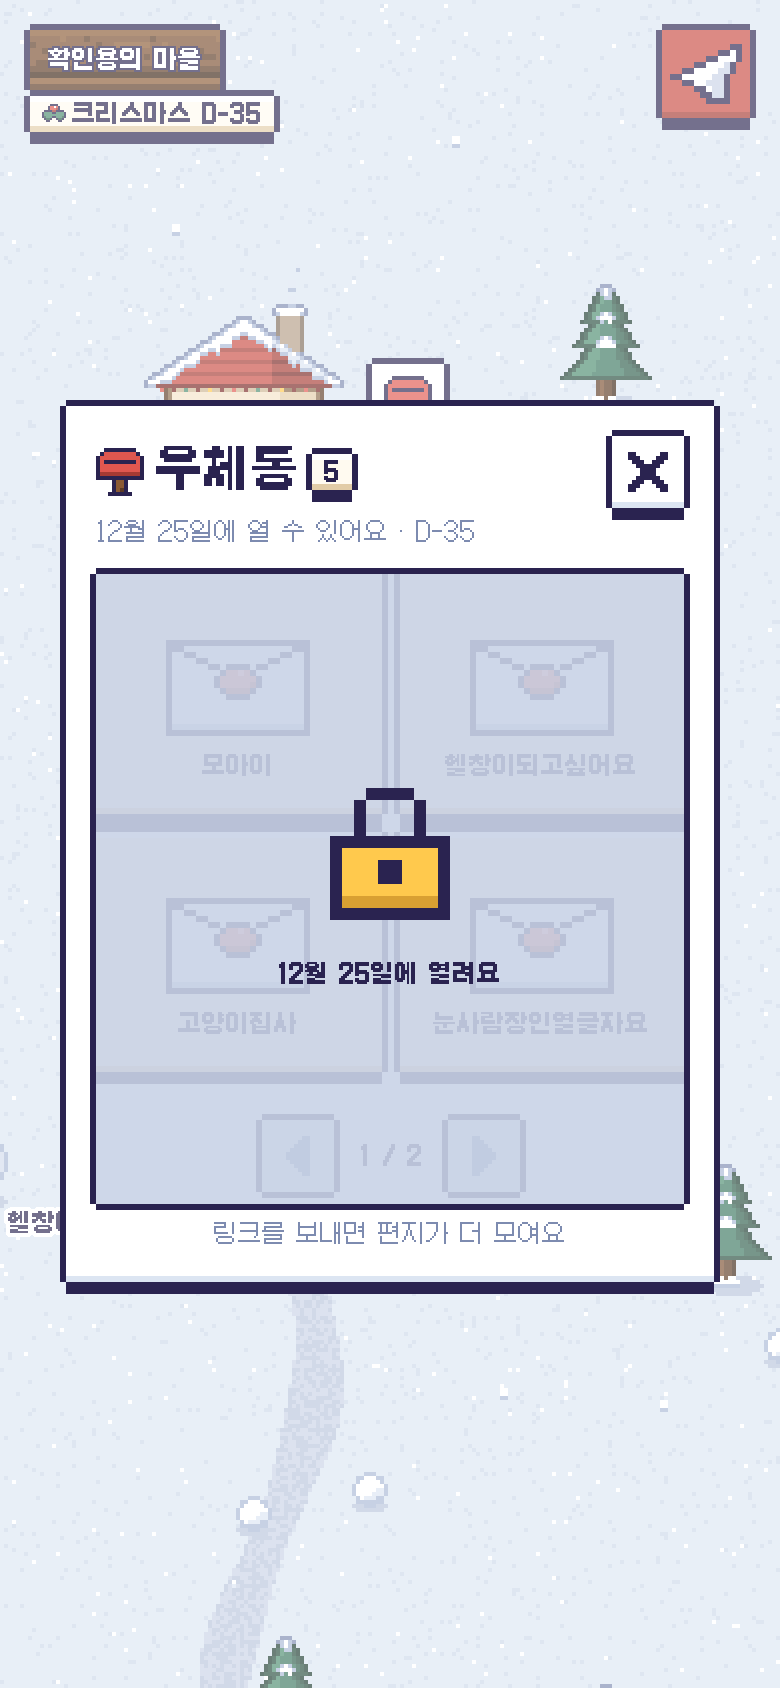 확인용의 마을
크리스마스 D-35
우체통 5
12월 25일에 열 수 있어요 · D-35
모아이
헬창이되고싶어요
12월 25일에 열려요
고양이집사
눈사람장인열글자요
1 / 2
헬창
링크를 보내면 편지가 더 모여요